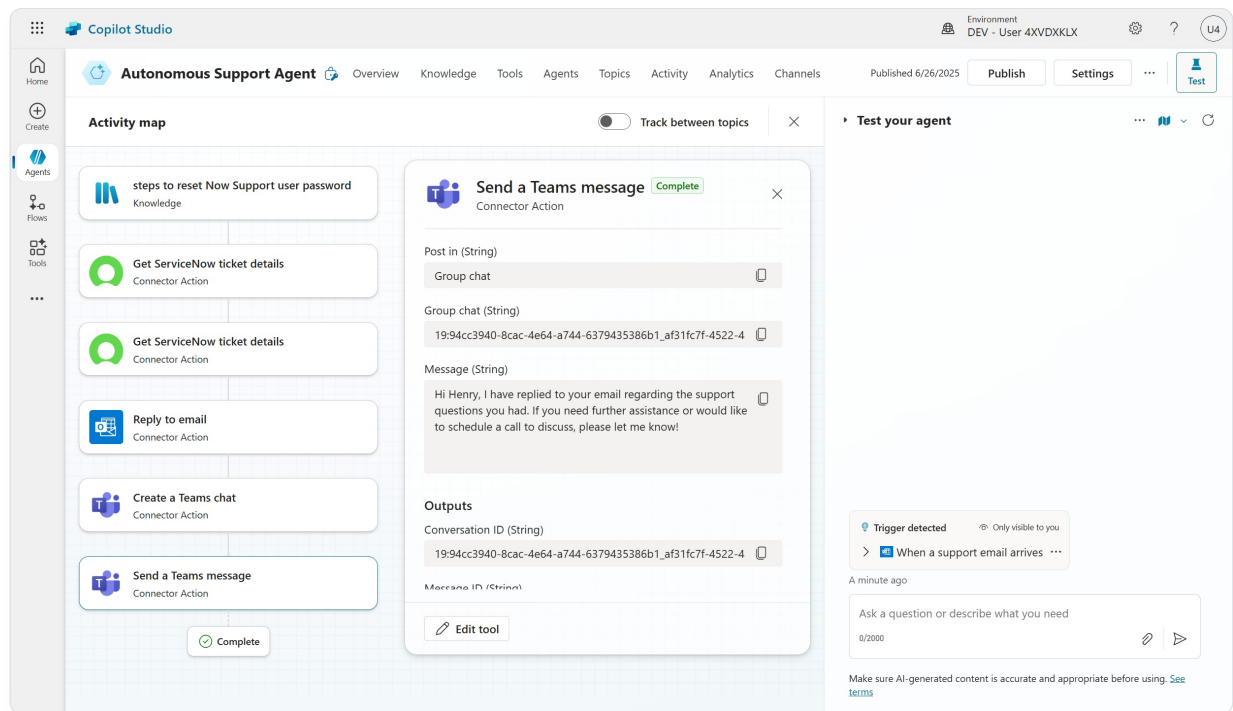 Copilot Studio
Environment
DEV - User 4XVDXKLX
?
U4
Home
Create
Agents
Flows
Tools
Autonomous Support Agent
Overview
Knowledge
Tools
Agents
Topics
Activity
Analytics
Channels
Published 6/26/2025
Publish
Settings
Test
Activity map
Track between topics
steps to reset Now Support user password
Knowledge
Get ServiceNow ticket details
Connector Action
Get ServiceNow ticket details
Connector Action
Reply to email
Connector Action
Create a Teams chat
Connector Action
Send a Teams message
Connector Action
Complete
Send a Teams message
Complete
Connector Action
Post in (String)
Group chat
Group chat (String)
19:94cc3940-8cac-4e64-a744-6379435386b1_af31fc7f-4522-4
Message (String)
Hi Henry, I have replied to your email regarding the support
questions you had. If you need further assistance or would like
to schedule a call to discuss, please let me know!
Outputs
Conversation ID (String)
19:94cc3940-8cac-4e64-a744-6379435386b1_af31fc7f-4522-4
Message ID (String)
Edit tool
Test your agent
Trigger detected
Only visible to you
When a support email arrives
A minute ago
Ask a question or describe what you need
0/2000
Make sure AI-generated content is accurate and appropriate before using. See
terms